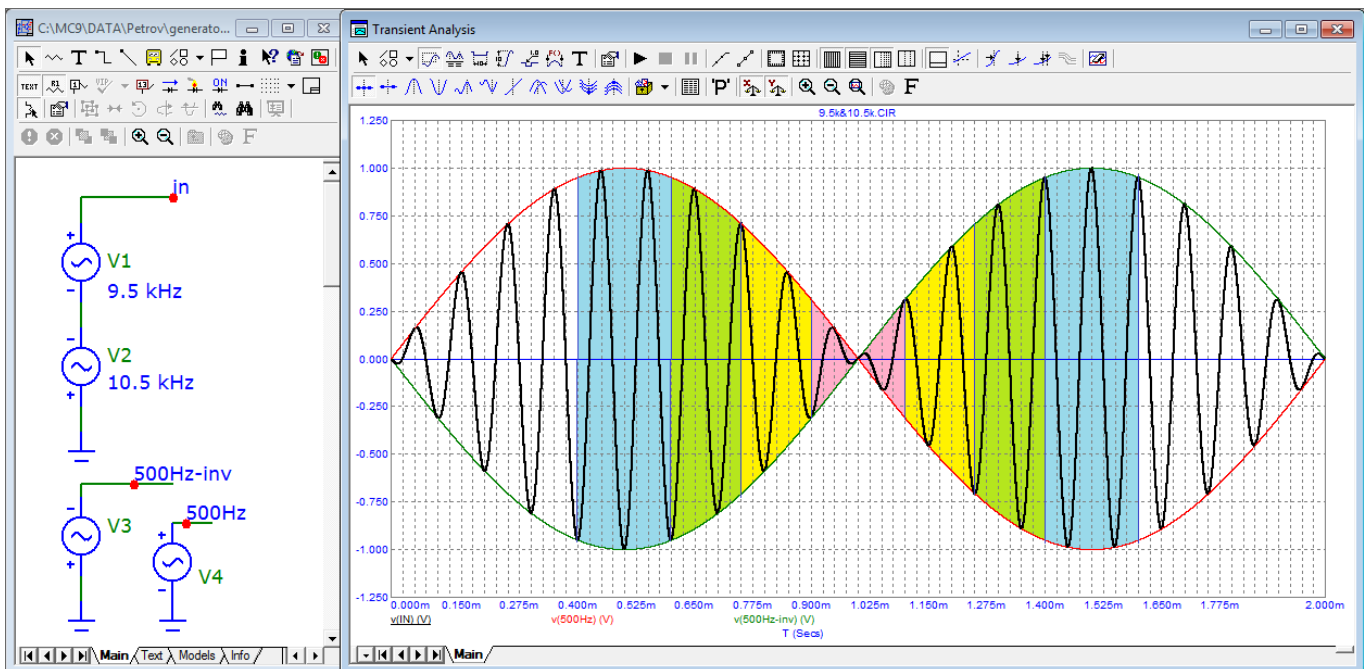 C:\MC9\DATA\Petrov\generato...
TEXT
in
V1
9.5 kHz
V2
10.5 kHz
500Hz-inv
V3
500Hz
V4
Main Text Models Info
Transient Analysis
9.5k&10.5k.CIR
1.250
1.000
0.750
0.500
0.250
0.000
-0.250
-0.500
-0.750
-1.000
-1.250
0.000m 0.150m 0.275m 0.400m 0.525m 0.650m 0.775m 0.900m 1.025m 1.150m 1.275m 1.400m 1.525m 1.650m 1.775m 2.000m
v(IN) (V) v(500Hz) (V) v(500Hz-inv) (V)
T (Secs)
Main